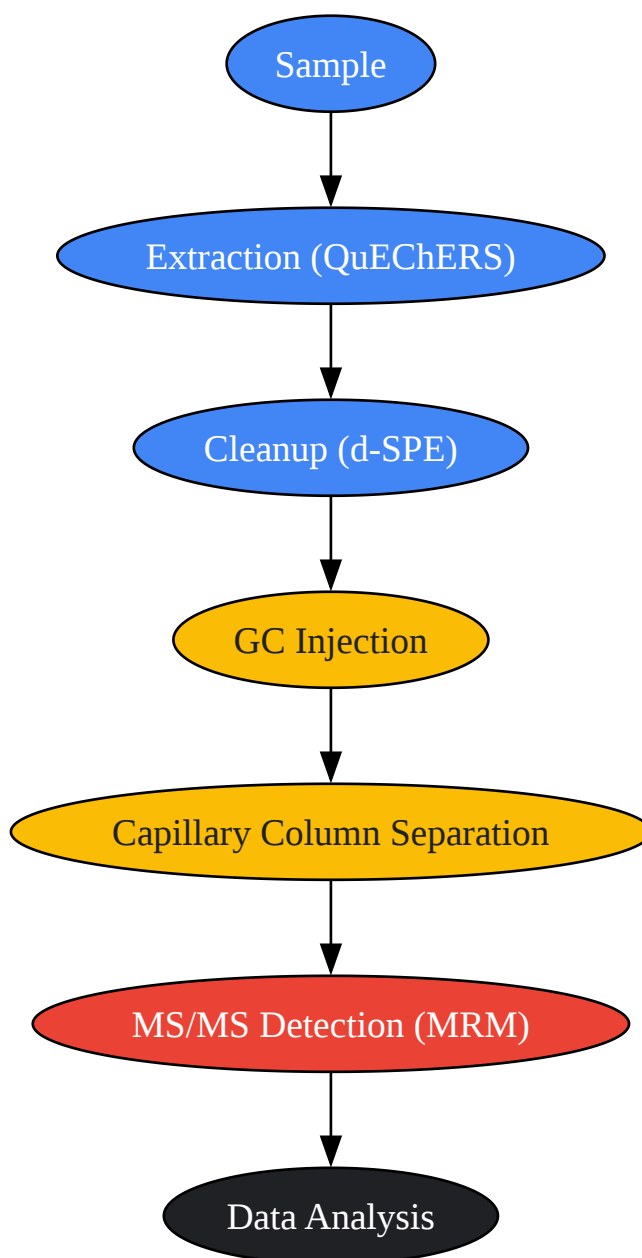 Sample
Extraction (QuEChERS)
Cleanup (d-SPE)
GC Injection
Capillary Column Separation
MS/MS Detection (MRM)
Data Analysis